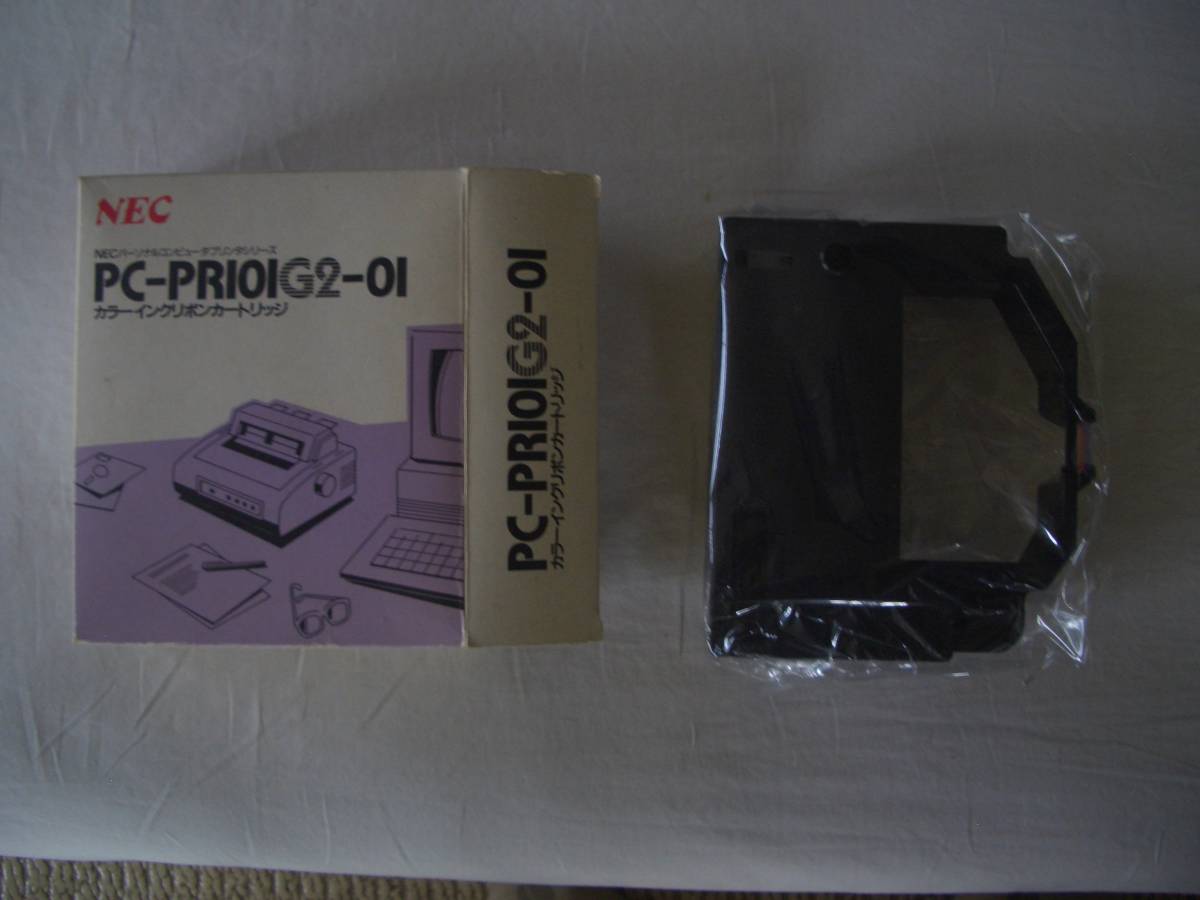 NEC
NECパーソナルコンピュータプリンタシリーズ
PC-PR101G2-01
カラーインクリボンカートリッジ
PC-PR101G2-01
カラーインクリボンカートリッジ